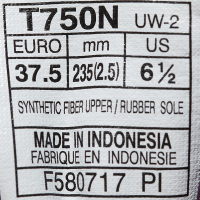 T750N UW-2
EURO mm US
37.5 235(2.5) 6½
SYNTHETIC FIBER UPPER / RUBBER SOLE
MADE IN INDONESIA
FABRIQUE EN INDONESIE
F580717 PI